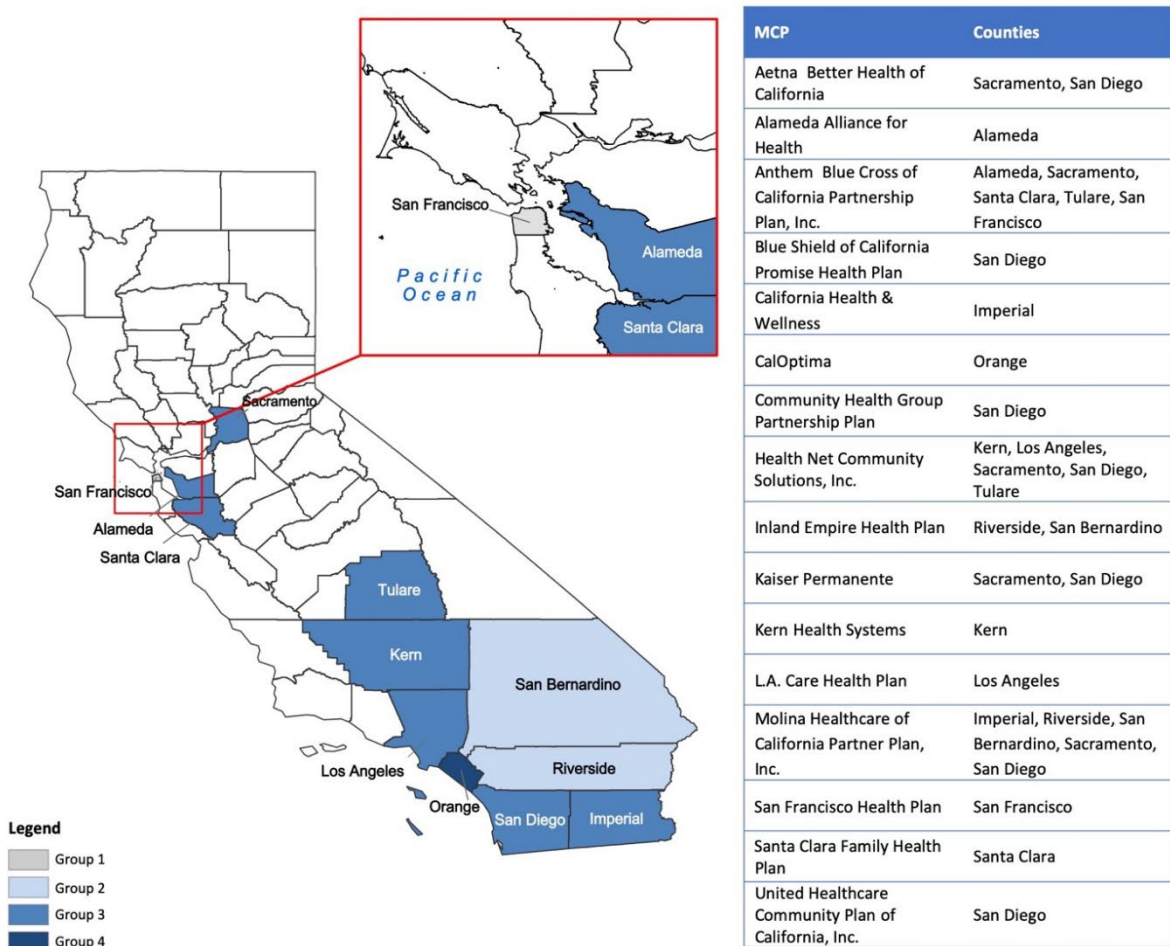 San Francisco
Pacific
Ocean
Alameda
Santa Clara
Sacramento
San Francisco
Alameda
Santa Clara
Tulare
Kern
San Bernardino
Los Angeles
Riverside
Orange
San Diego
Imperial
Legend
Group 1
Group 2
Group 3
Group 4
MCP Counties
Aetna Better Health of
California
Sacramento, San Diego
Alameda Alliance for
Health
Alameda
Anthem Blue Cross of
California Partnership
Plan, Inc.
Alameda, Sacramento,
Santa Clara, Tulare, San
Francisco
Blue Shield of California
Promise Health Plan
San Diego
California Health &
Wellness
Imperial
CalOptima
Orange
Community Health Group
Partnership Plan
San Diego
Health Net Community
Solutions, Inc.
Kern, Los Angeles,
Sacramento, San Diego,
Tulare
Inland Empire Health Plan
Riverside, San Bernardino
Kaiser Permanente
Sacramento, San Diego
Kern Health Systems
Kern
L.A. Care Health Plan
Los Angeles
Molina Healthcare of
California Partner Plan,
Inc.
Imperial, Riverside, San
Bernardino, Sacramento,
San Diego
San Francisco Health Plan
San Francisco
Santa Clara Family Health
Plan
Santa Clara
United Healthcare
Community Plan of
California, Inc.
San Diego